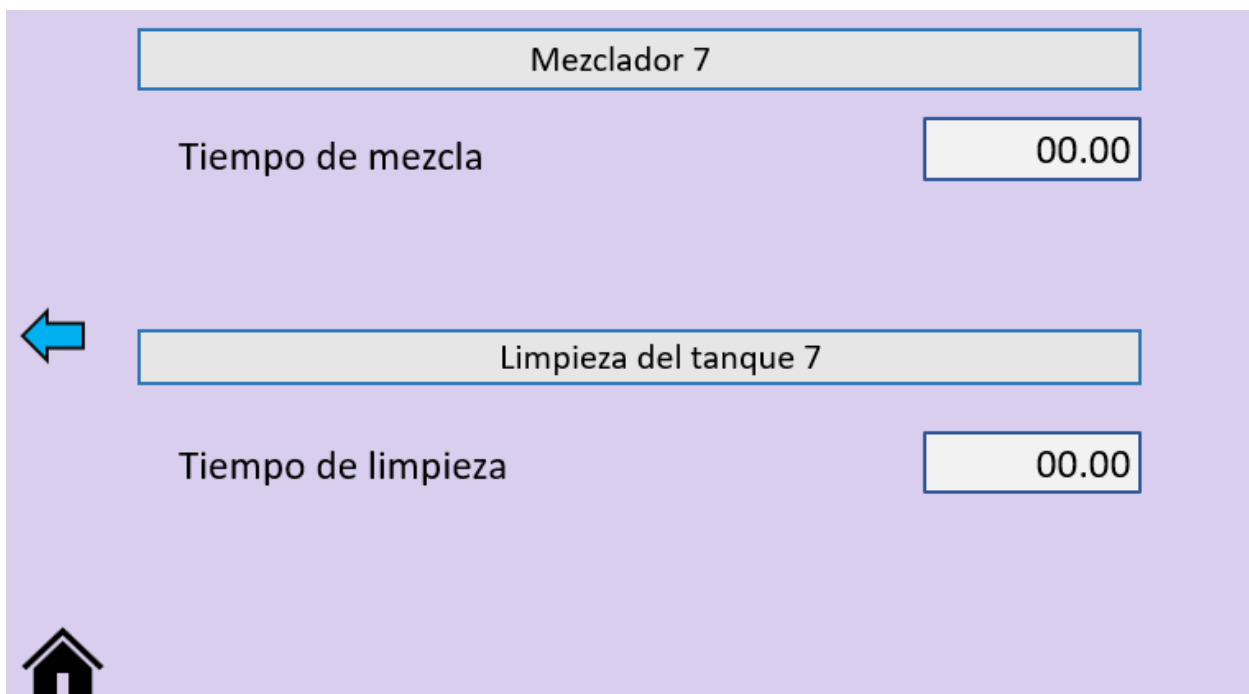 Mezclador 7
Tiempo de mezcla 00.00
Limpieza del tanque 7
Tiempo de limpieza 00.00